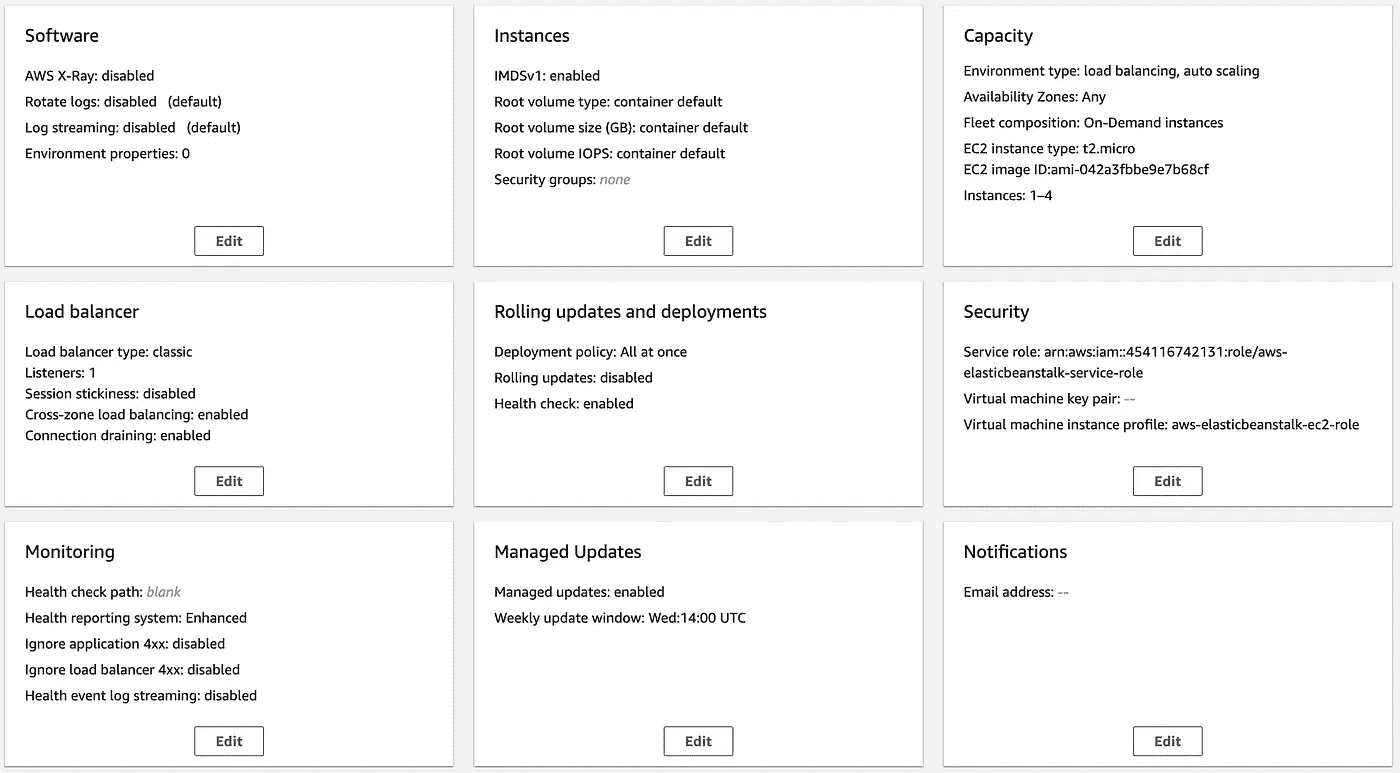 Software
AWS X-Ray: disabled
Rotate logs: disabled (default)
Log streaming: disabled (default)
Environment properties: 0
Edit
Instances
IMDSv1: enabled
Root volume type: container default
Root volume size (GB): container default
Root volume IOPS: container default
Security groups: none
Edit
Capacity
Environment type: load balancing, auto scaling
Availability Zones: Any
Fleet composition: On-Demand instances
EC2 instance type: t2.micro
EC2 image ID:ami-042a3fbbe9e7b68cf
Instances: 1–4
Edit
Load balancer
Load balancer type: classic
Listeners: 1
Session stickiness: disabled
Cross-zone load balancing: enabled
Connection draining: enabled
Edit
Rolling updates and deployments
Deployment policy: All at once
Rolling updates: disabled
Health check: enabled
Edit
Security
Service role: arn:aws:iam::454116742131:role/aws-
elasticbeanstalk-service-role
Virtual machine key pair: --
Virtual machine instance profile: aws-elasticbeanstalk-ec2-role
Edit
Monitoring
Health check path: blank
Health reporting system: Enhanced
Ignore application 4xx: disabled
Ignore load balancer 4xx: disabled
Health event log streaming: disabled
Edit
Managed Updates
Managed updates: enabled
Weekly update window: Wed:14:00 UTC
Edit
Notifications
Email address: --
Edit